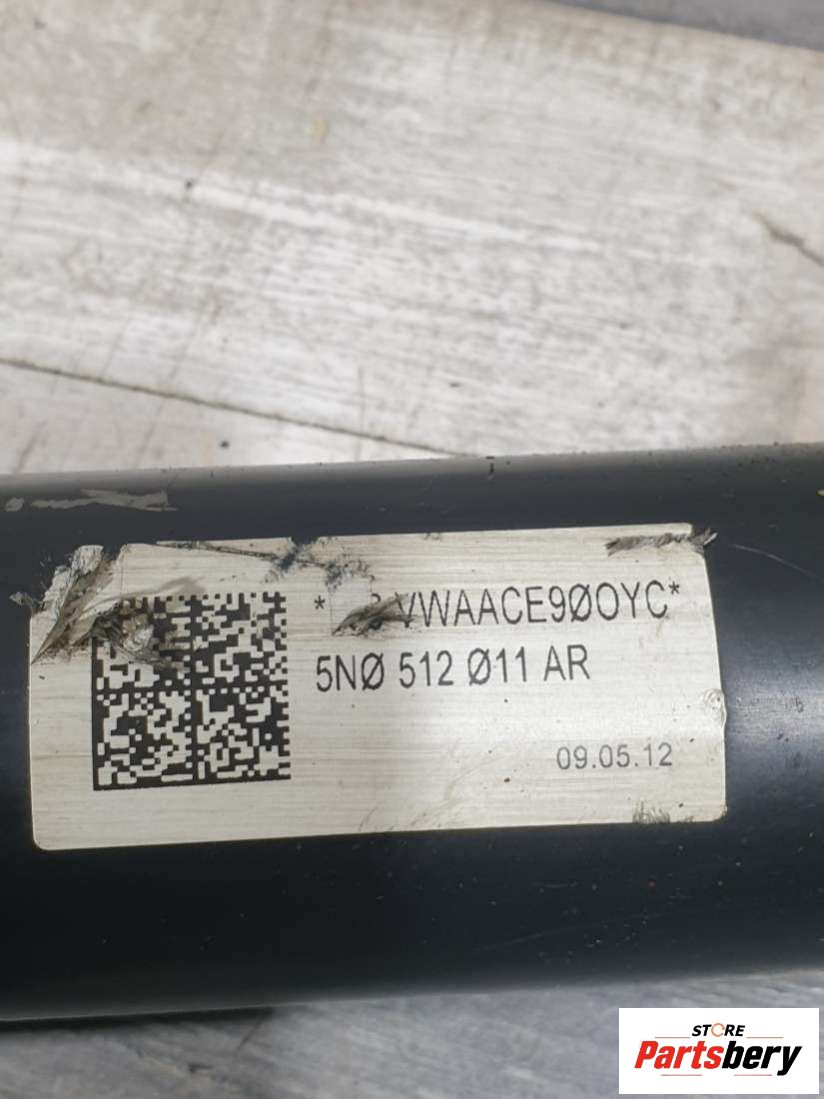 VWAACE9ØOYC*
5NØ 512 Ø11 AR
09.05.12
STORE
Partsbery